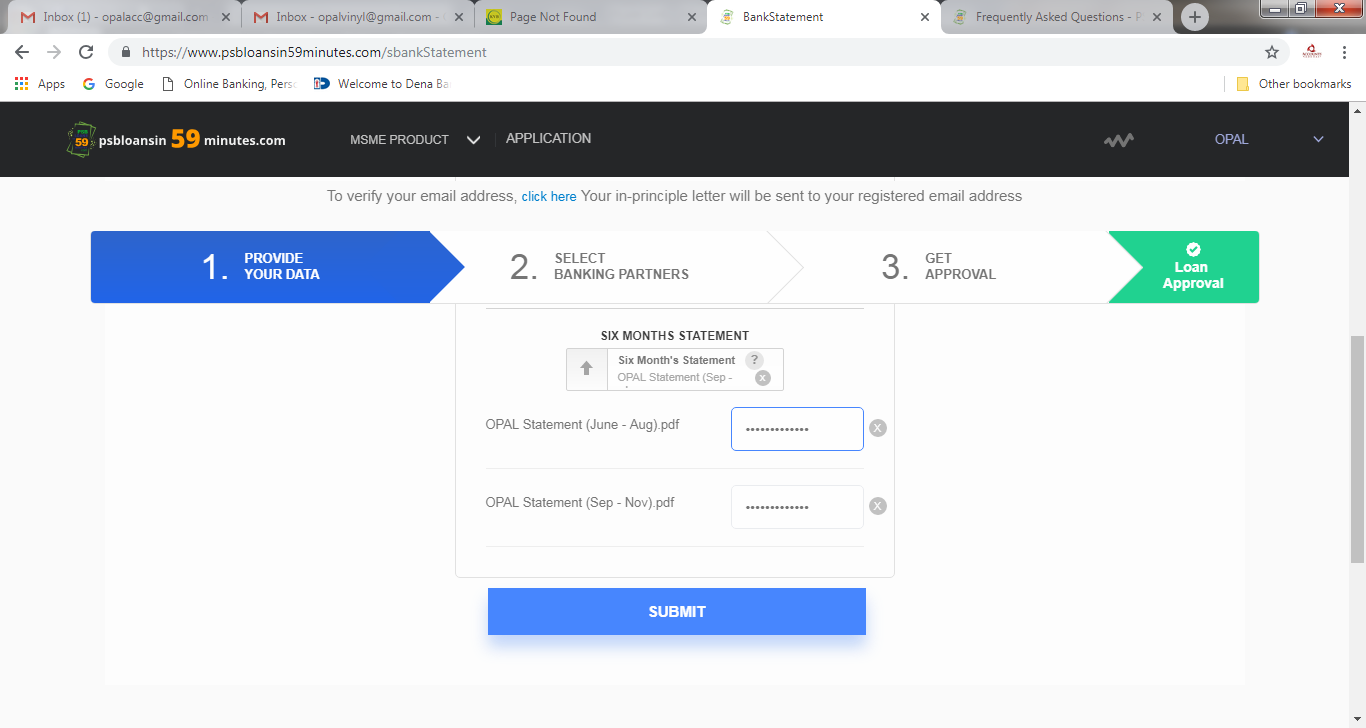 Inbox (1) - opalacc@gmail.com
Inbox - opalvinyl@gmail.com -
Page Not Found
BankStatement
Frequently Asked Questions - P
https://www.psbloansin59minutes.com/sbankStatement
Apps
Google
Online Banking, Perso
Welcome to Dena Ba
Other bookmarks
PSB
59
psbloansin 59 minutes.com
MSME PRODUCT
APPLICATION
OPAL
To verify your email address, click here Your in-principle letter will be sent to your registered email address
1. PROVIDE
YOUR DATA
2. SELECT
BANKING PARTNERS
3. GET
APPROVAL
Loan
Approval
SIX MONTHS STATEMENT
Six Month's Statement ?
OPAL Statement (Sep - x
OPAL Statement (June - Aug).pdf ••••••••••••• X
OPAL Statement (Sep - Nov).pdf ••••••••••••• X
SUBMIT